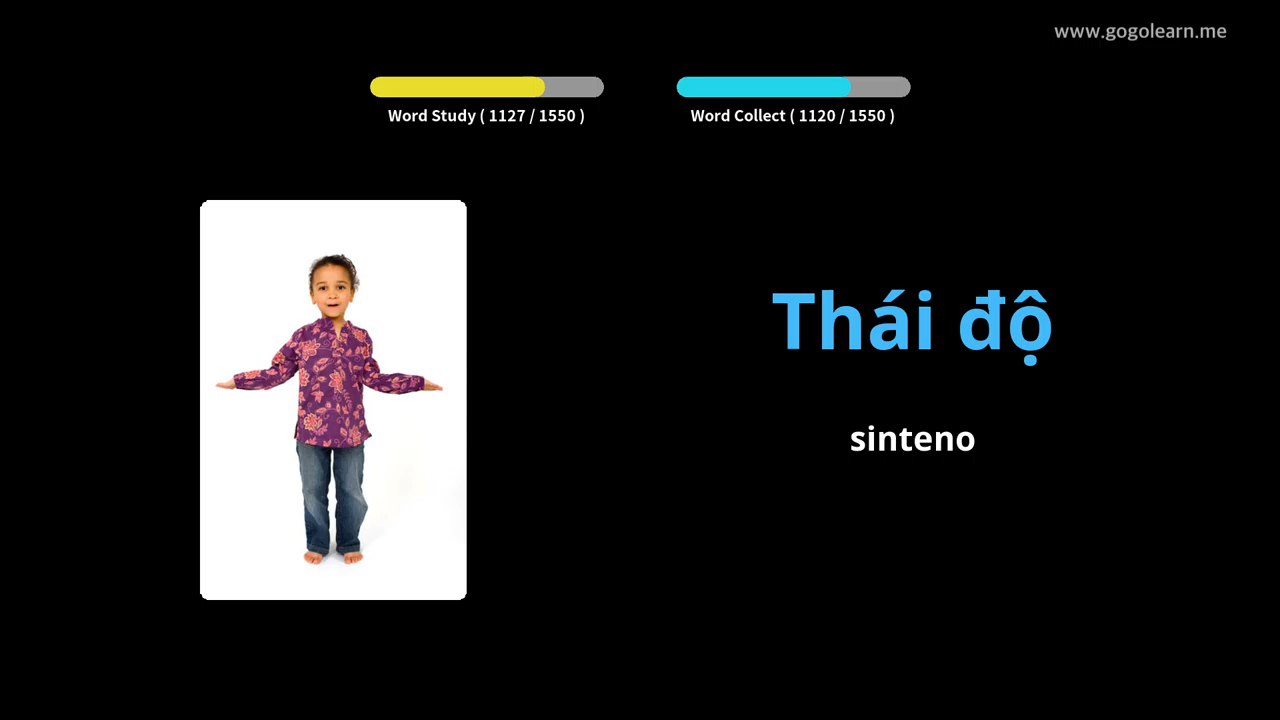 www.gogolearn.me
Word Study ( 1127 / 1550 )
Word Collect ( 1120 / 1550 )
Thái độ
sinteno